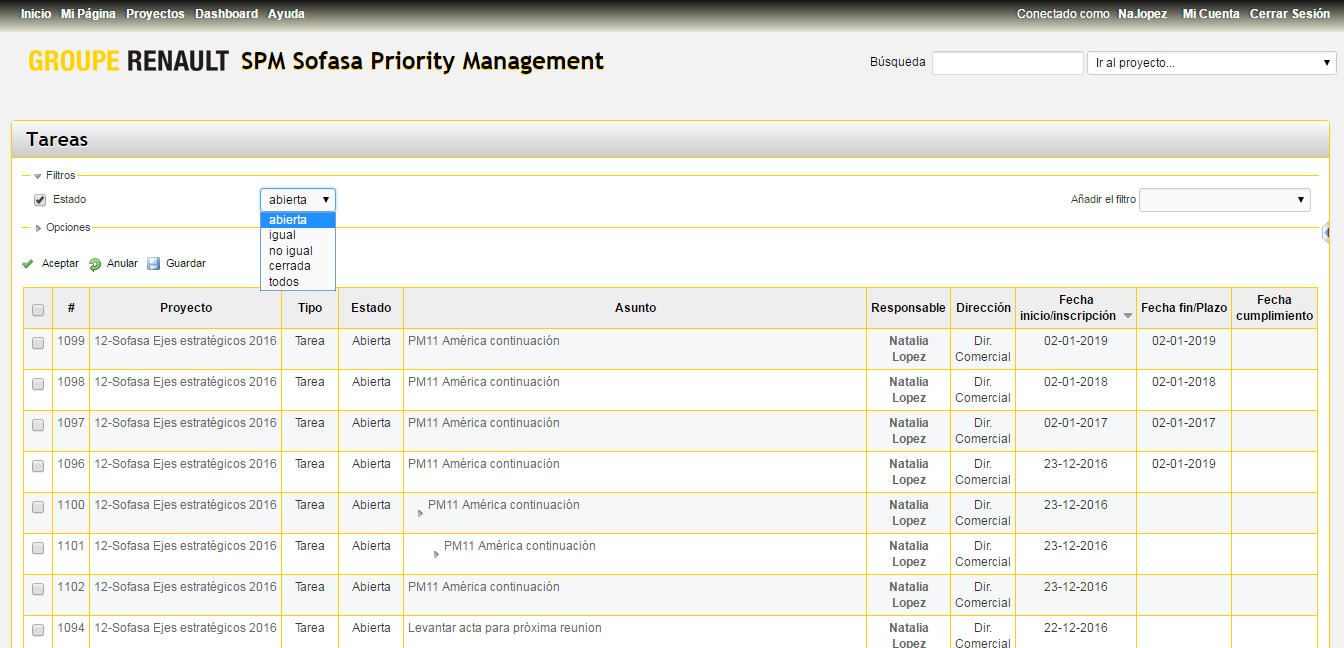 Inicio Mi Página Proyectos Dashboard Ayuda Conectado como Na.lopez Mi Cuenta Cerrar Sesión
GROUPE RENAULT SPM Sofasa Priority Management Búsqueda Ir al proyecto...
Tareas
Filtros
Estado abierta Añadir el filtro
abierta
igual
no igual
cerrada
todos
Opciones
Aceptar Anular Guardar
# Proyecto Tipo Estado Asunto Responsable Dirección Fecha inicio/inscripción Fecha fin/Plazo Fecha cumplimiento
1099 12-Sofasa Ejes estratégicos 2016 Tarea Abierta PM11 América continuación Natalia Lopez Dir. Comercial 02-01-2019 02-01-2019
1098 12-Sofasa Ejes estratégicos 2016 Tarea Abierta PM11 América continuación Natalia Lopez Dir. Comercial 02-01-2018 02-01-2018
1097 12-Sofasa Ejes estratégicos 2016 Tarea Abierta PM11 América continuación Natalia Lopez Dir. Comercial 02-01-2017 02-01-2017
1096 12-Sofasa Ejes estratégicos 2016 Tarea Abierta PM11 América continuación Natalia Lopez Dir. Comercial 23-12-2016 02-01-2019
1100 12-Sofasa Ejes estratégicos 2016 Tarea Abierta PM11 América continuación Natalia Lopez Dir. Comercial 23-12-2016
1101 12-Sofasa Ejes estratégicos 2016 Tarea Abierta PM11 América continuación Natalia Lopez Dir. Comercial 23-12-2016
1102 12-Sofasa Ejes estratégicos 2016 Tarea Abierta PM11 América continuación Natalia Lopez Dir. Comercial 23-12-2016
1094 12-Sofasa Ejes estratégicos 2016 Tarea Abierta Levantar acta para próxima reunion Natalia Lopez Dir. Comercial 22-12-2016